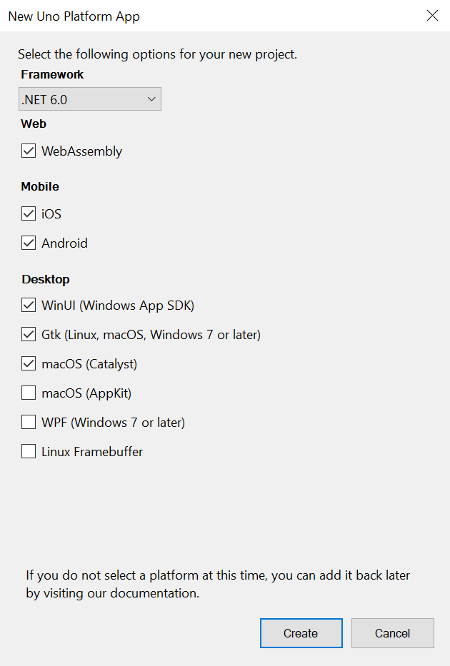 New Uno Platform App
Select the following options for your new project.
Framework
.NET 6.0
Web
WebAssembly
Mobile
iOS
Android
Desktop
WinUI (Windows App SDK)
Gtk (Linux, macOS, Windows 7 or later)
macOS (Catalyst)
macOS (AppKit)
WPF (Windows 7 or later)
Linux Framebuffer
If you do not select a platform at this time, you can add it back later
by visiting our documentation.
Create
Cancel